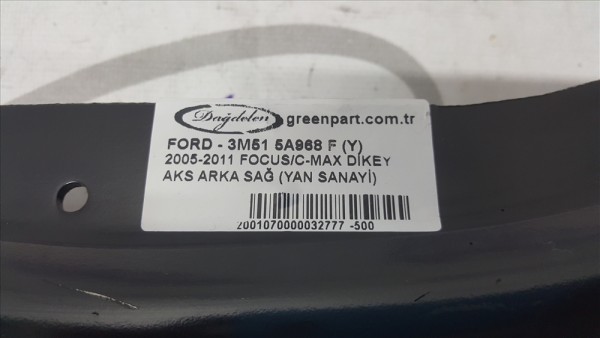 Dağdelen greenpart.com.tr
FORD - 3M51 5A968 F (Y)
2005-2011 FOCUS/C-MAX DİKEY
AKS ARKA SAĞ (YAN SANAYİ)
2001070000032777 -500